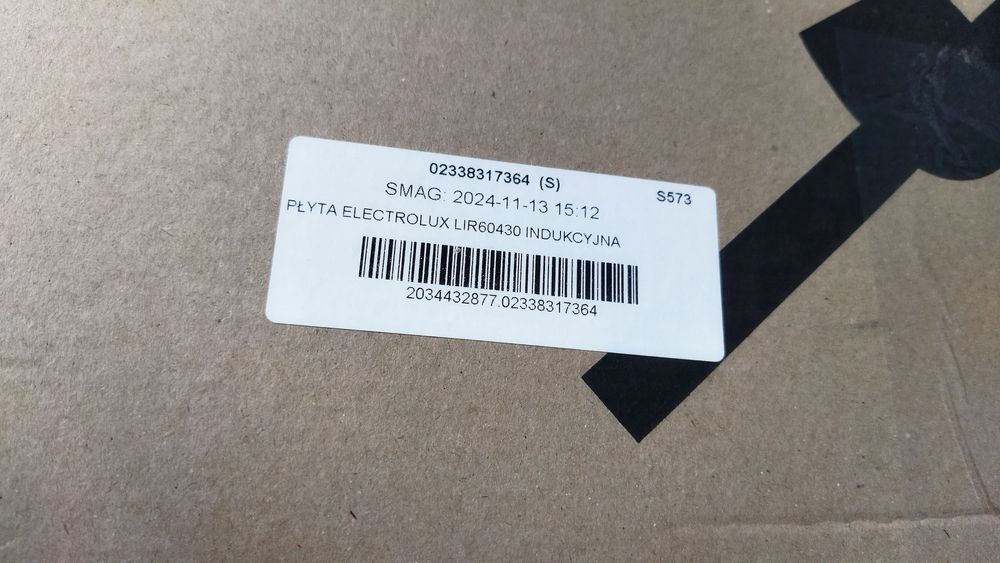 02338317364 (S)
S573
SMAG: 2024-11-13 15:12
PŁYTA ELECTROLUX LIR60430 INDUKCYJNA
2034432877.02338317364